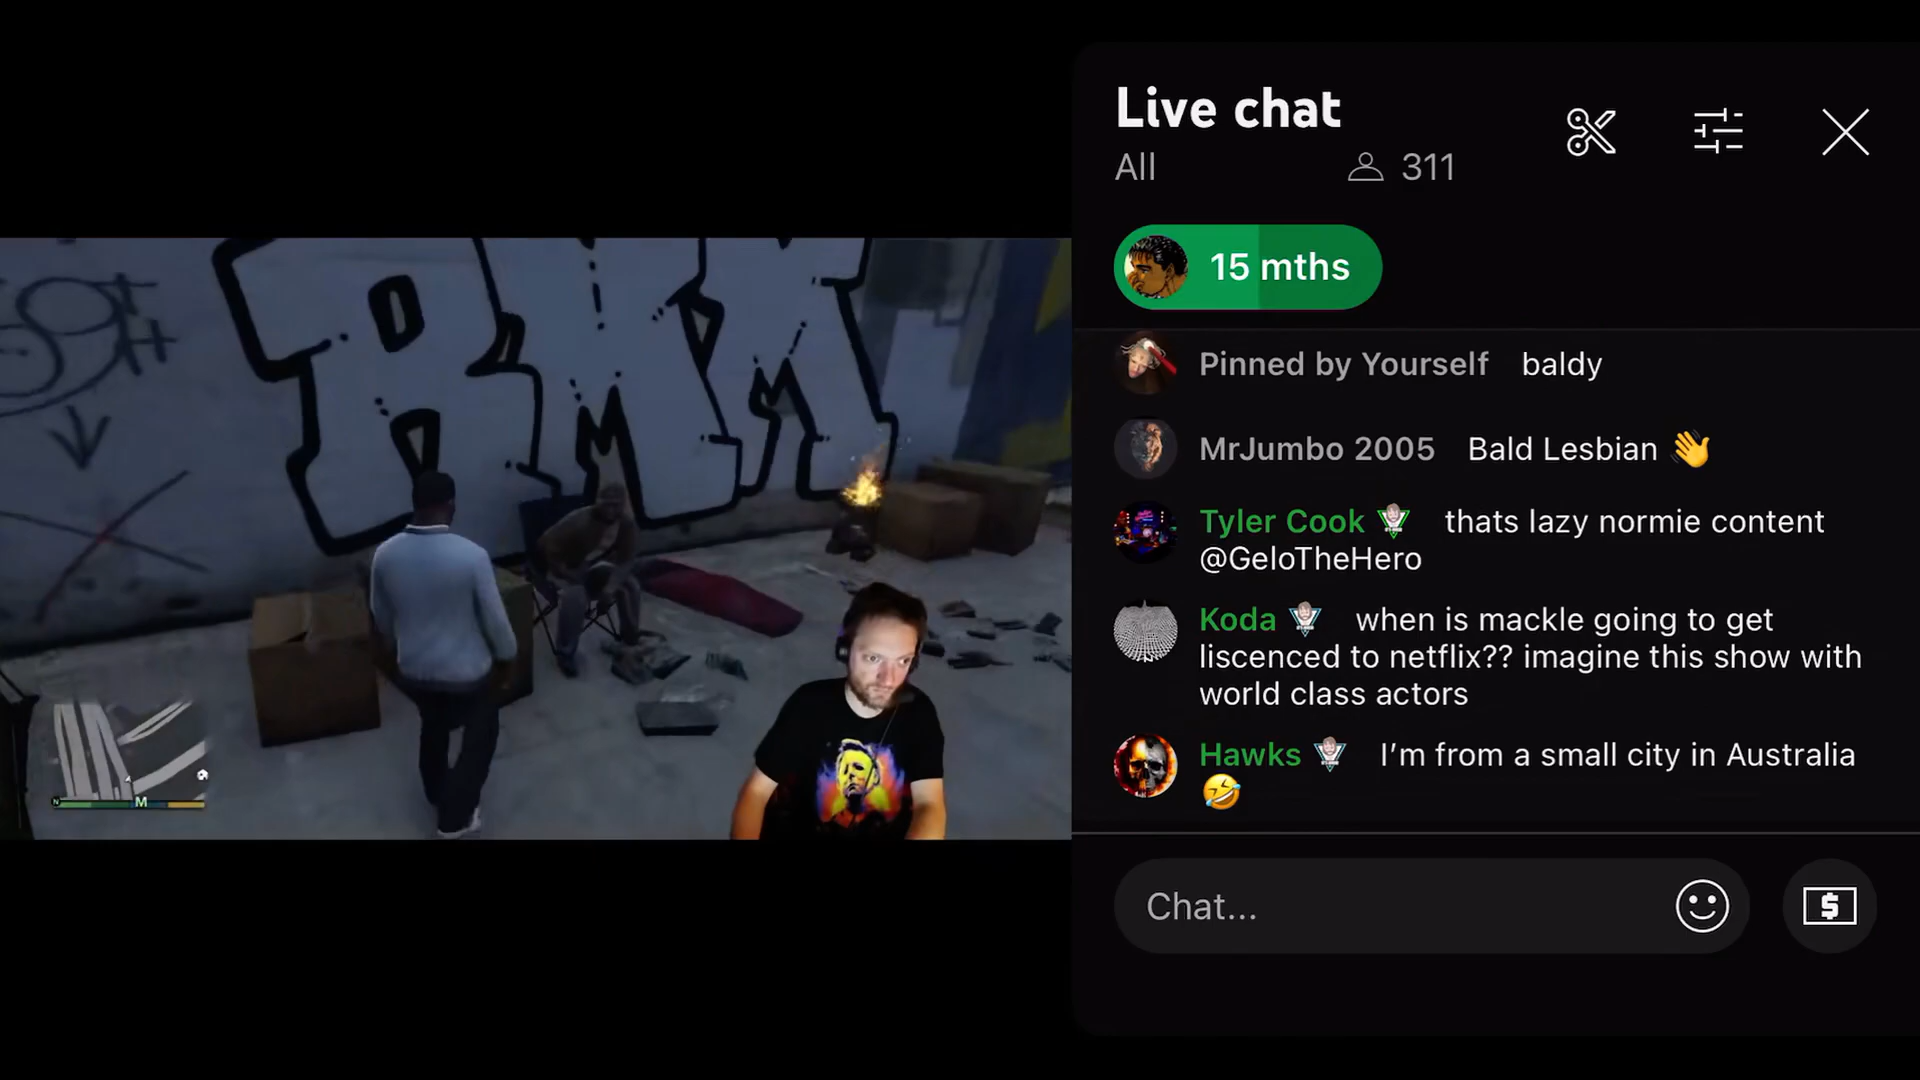 Live chat
All 311
15 mths
Pinned by Yourself baldy
MrJumbo 2005 Bald Lesbian 👋
Tyler Cook thats lazy normie content
@GeloTheHero
Koda when is mackle going to get
liscenced to netflix?? imagine this show with
world class actors
Hawks I’m from a small city in Australia
🤣
Chat...
$
M
N